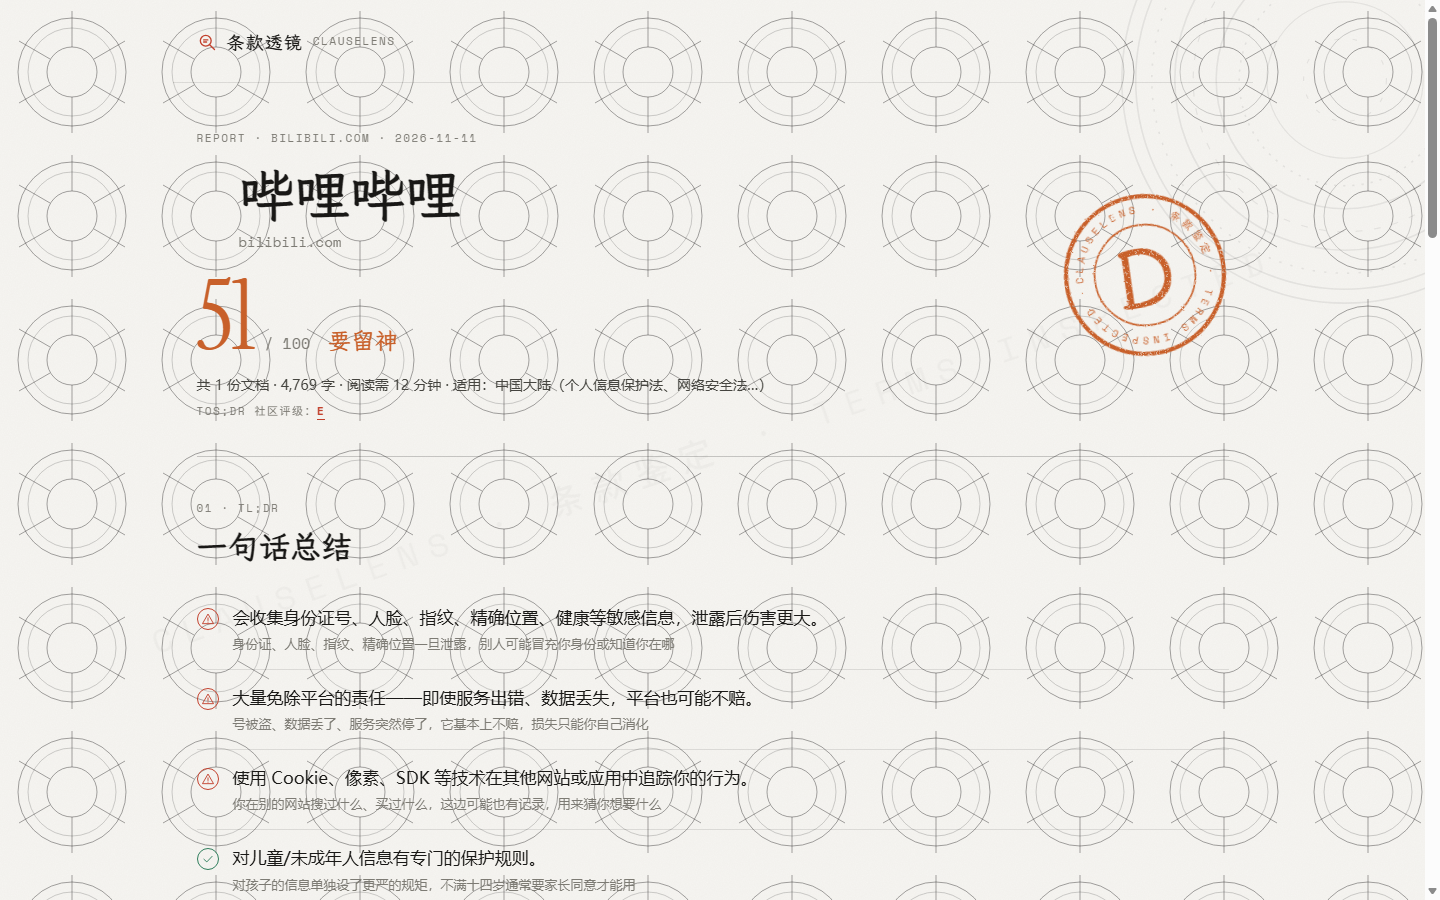 条款透镜 CLAUSELENS
REPORT · BILIBILI.COM · 2026-11-11
哔哩哔哩
bilibili.com
51 / 100 要留神
共 1 份文档 · 4,769 字 · 阅读需 12 分钟 · 适用：中国大陆（个人信息保护法、网络安全法…）
TOS;DR 社区评级：E
CLAUSELENS · 条款鉴定 · TERMS INSPECTED ·
D
01 · TL;DR
一句话总结
会收集身份证号、人脸、指纹、精确位置、健康等敏感信息，泄露后伤害更大。
身份证、人脸、指纹、精确位置一旦泄露，别人可能冒充你身份或知道你在哪
大量免除平台的责任——即使服务出错、数据丢失，平台也可能不赔。
号被盗、数据丢了、服务突然停了，它基本上不赔，损失只能你自己消化
使用 Cookie、像素、SDK 等技术在其他网站或应用中追踪你的行为。
你在别的网站搜过什么、买过什么，这边可能也有记录，用来猜你想要什么
对儿童/未成年人信息有专门的保护规则。
对孩子的信息单独设了更严的规矩，不满十四岁通常要家长同意才能用